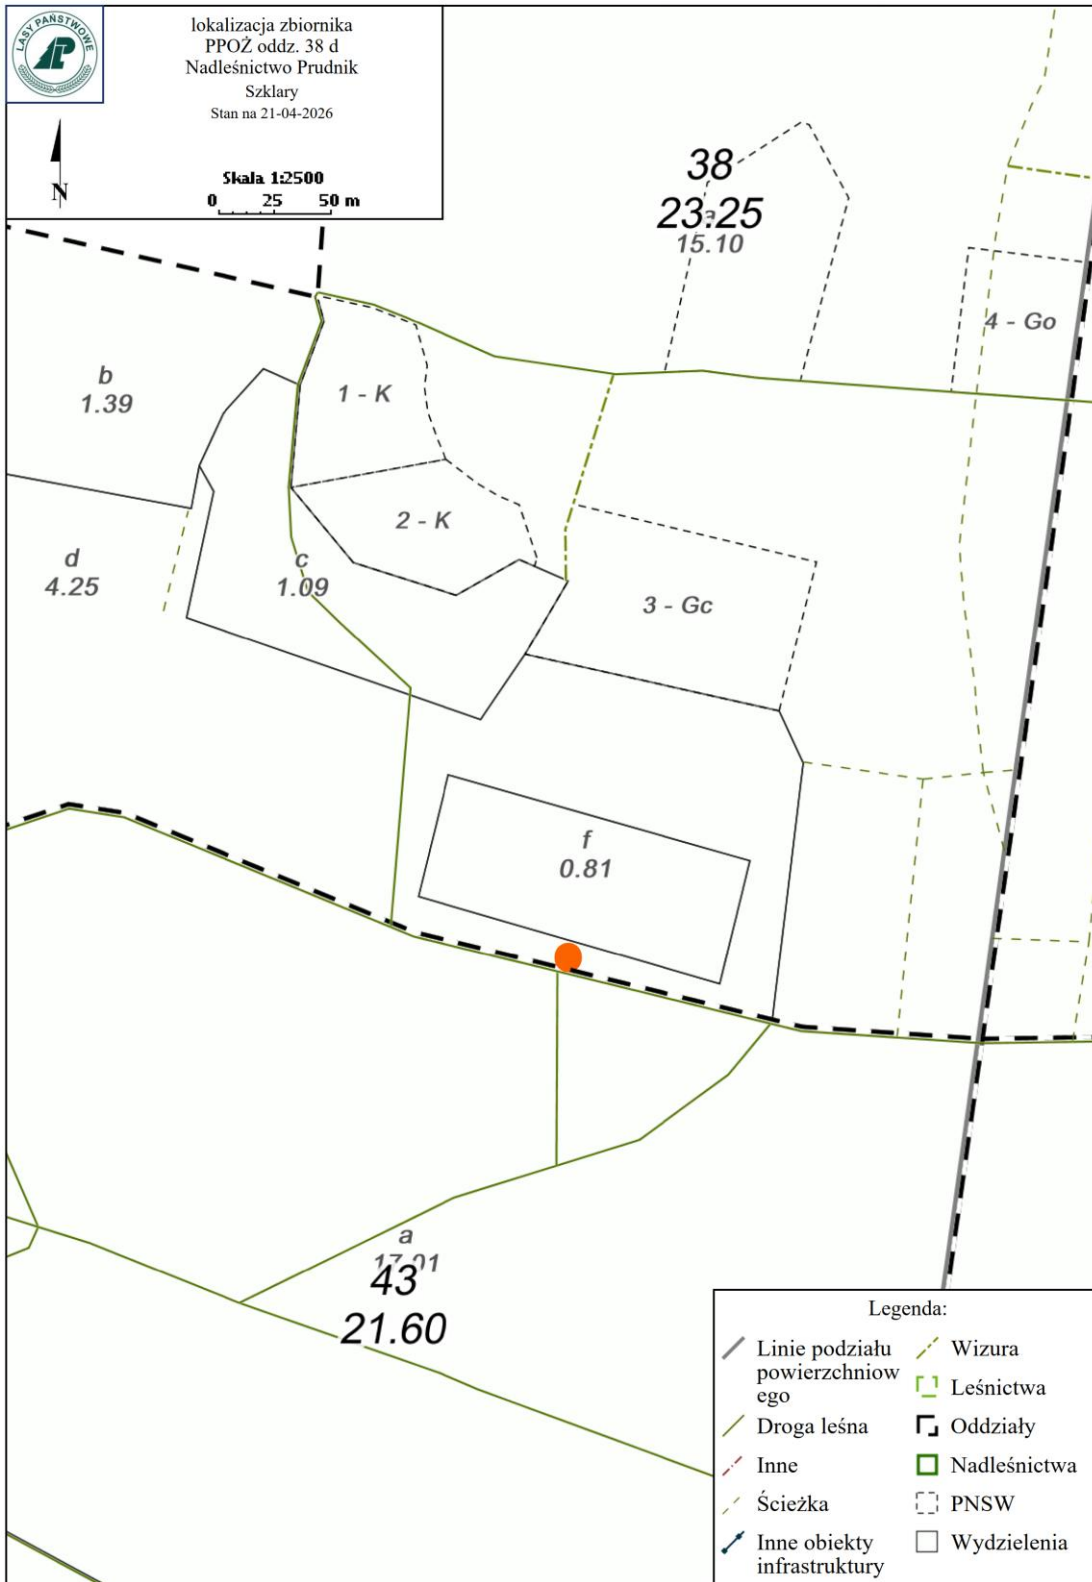 LASY PAŃSTWOWE
lokalizacja zbiornika
PPOŻ oddz. 38 d
Nadleśnictwo Prudnik
Szklary
Stan na 21-04-2026
N
Skala 1:2500
0 25 50 m
38
23.25
a
15.10
4 - Go
b
1.39
1 - K
2 - K
d
4.25
c
1.09
3 - Gc
f
0.81
a
17.01
43
21.60
Legenda:
Linie podziału
powierzchniow
ego
Droga leśna
Inne
Ścieżka
Inne obiekty
infrastruktury
Wizura
Leśnictwa
Oddziały
Nadleśnictwa
PNSW
Wydzielenia